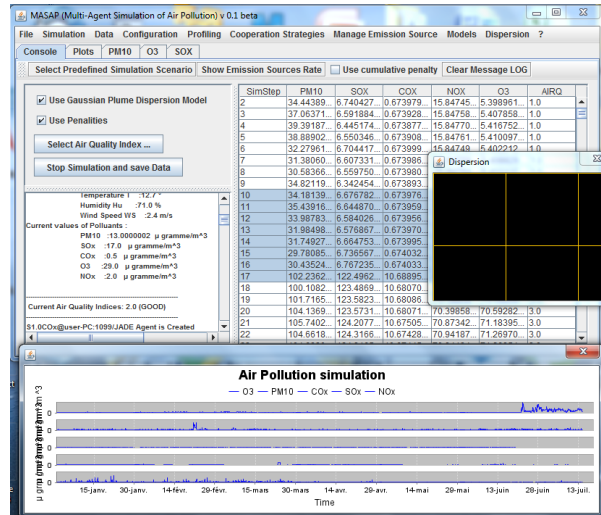 MASAP (Multi-Agent Simulation of Air Pollution) v 0.1 beta
File Simulation Data Configuration Profiling Cooperation Strategies Manage Emission Source Models Dispersion ?
Console Plots PM10 O3 SOX
Select Predefined Simulation Scenario Show Emission Sources Rate Use cumulative penalty Clear Message LOG
Use Gaussian Plume Dispersion Model
Use Penalities
Select Air Quality Index ...
Stop Simulation and save Data
Temperature T :12.7 °
Humidity Hu :71.0 %
Wind Speed WS :2.4 m/s
Current values of Polluants :
PM10 :13.0000002 µ gramme/m^3
SOx :17.0 µ gramme/m^3
COx :0.5 µ gramme/m^3
O3 :29.0 µ gramme/m^3
NOx :2.0 µ gramme/m^3
Current Air Quality Indices: 2.0 (GOOD)
S1.0COx@user-PC:1099/JADE Agent is Created
SimStep PM10 SOX COX NOX O3 AIRQ
2 34.44389... 6.740427... 0.673979... 15.84745... 5.398961... 1.0
3 37.06371... 6.591884... 0.673928... 15.84758... 5.407858... 1.0
4 39.39187... 6.445174... 0.673877... 15.84770... 5.416752... 1.0
5 38.88902... 6.550346... 0.673908... 15.84761... 5.410097... 1.0
6 32.27961... 6.704417... 0.673999... 15.84749... 5.402212... 1.0
7 31.38060... 6.607331... 0.673986...
8 30.58366... 6.559750... 0.673980...
9 34.82119... 6.342454... 0.673893...
10 34.18139... 6.676782... 0.673976...
11 35.43916... 6.644870... 0.673959...
12 33.98783... 6.584026... 0.673956...
13 31.98498... 6.576867... 0.673970...
14 31.74927... 6.664753... 0.673995...
15 29.78085... 6.736567... 0.674032...
16 30.43524... 6.767235... 0.674033...
17 102.2362... 122.4962... 10.68895...
18 100.1082... 123.4869... 10.68070...
19 101.7165... 123.5823... 10.68086...
20 104.1369... 123.5731... 10.68071... 70.39858... 70.59282... 3.0
21 105.7402... 124.2077... 10.67505... 70.87342... 71.18395... 3.0
22 104.6618... 124.3166... 10.67428... 70.94187... 71.26970... 3.0
Dispersion
Air Pollution simulation
O3 PM10 COx SOx NOx
0
0
0
0
0
15-janv. 30-janv. 14-févr. 29-févr. 15-mars 30-mars 14-avr. 29-avr. 14-mai 29-mai 13-juin 28-juin 13-juil.
Time